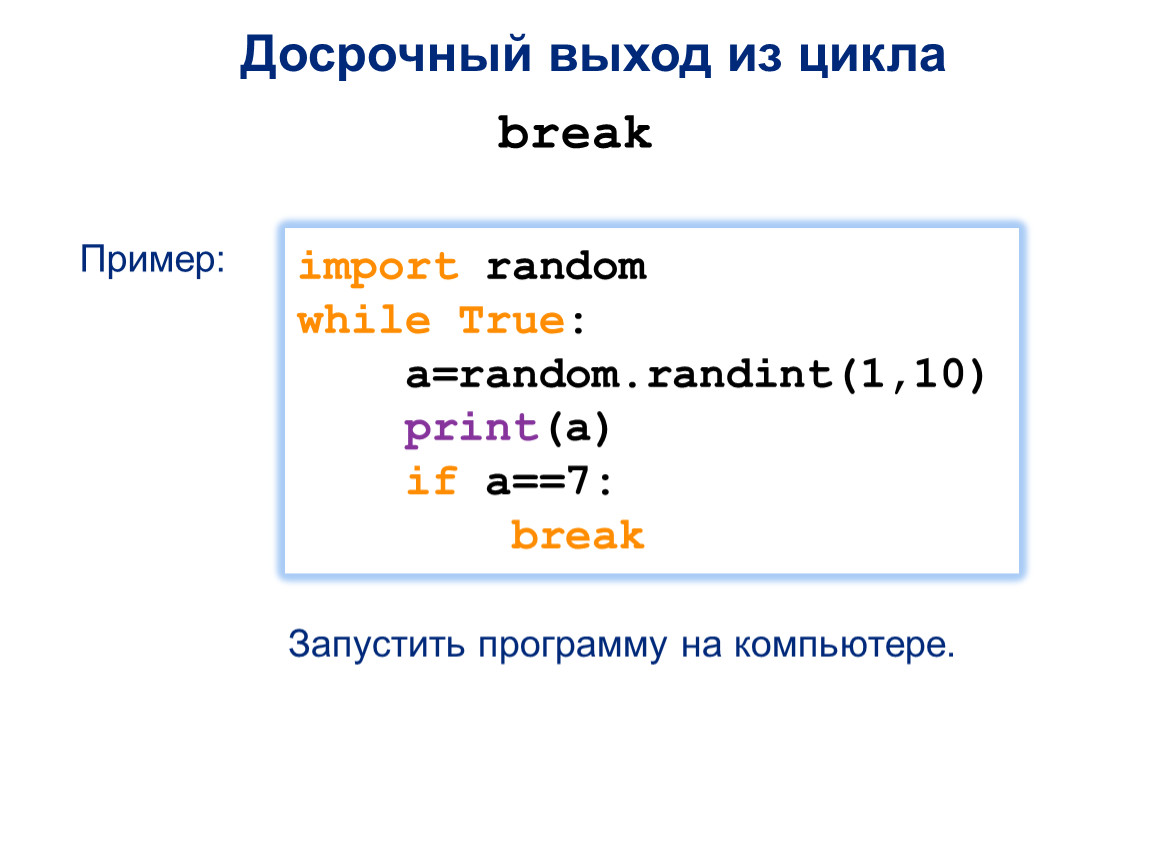 Досрочный выход из цикла
break
Пример:
import random
while True:
    a=random.randint(1,10)
    print(a)
    if a==7:
        break
Запустить программу на компьютере.